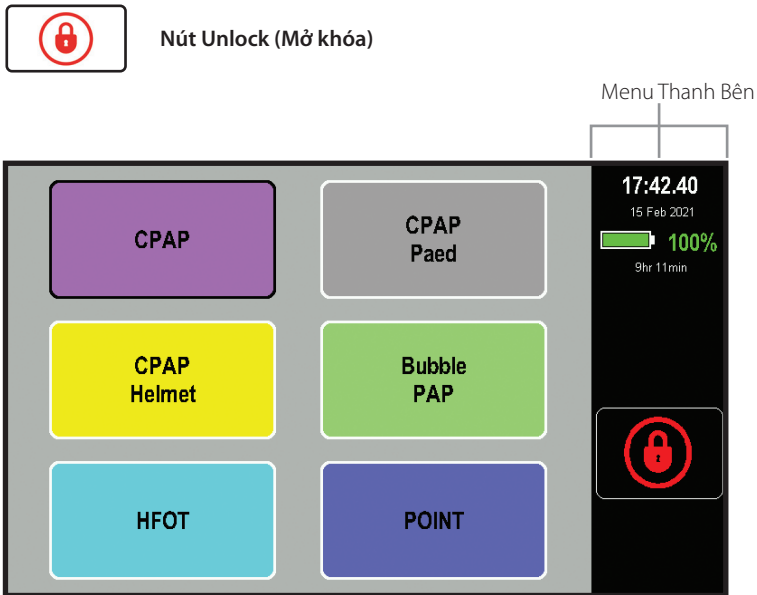 Nút Unlock (Mở khóa)
Menu Thanh Bên
17:42.40
15 Feb 2021
100%
9hr 11min
CPAP
CPAP
Paed
CPAP
Helmet
Bubble
PAP
HFOT
POINT